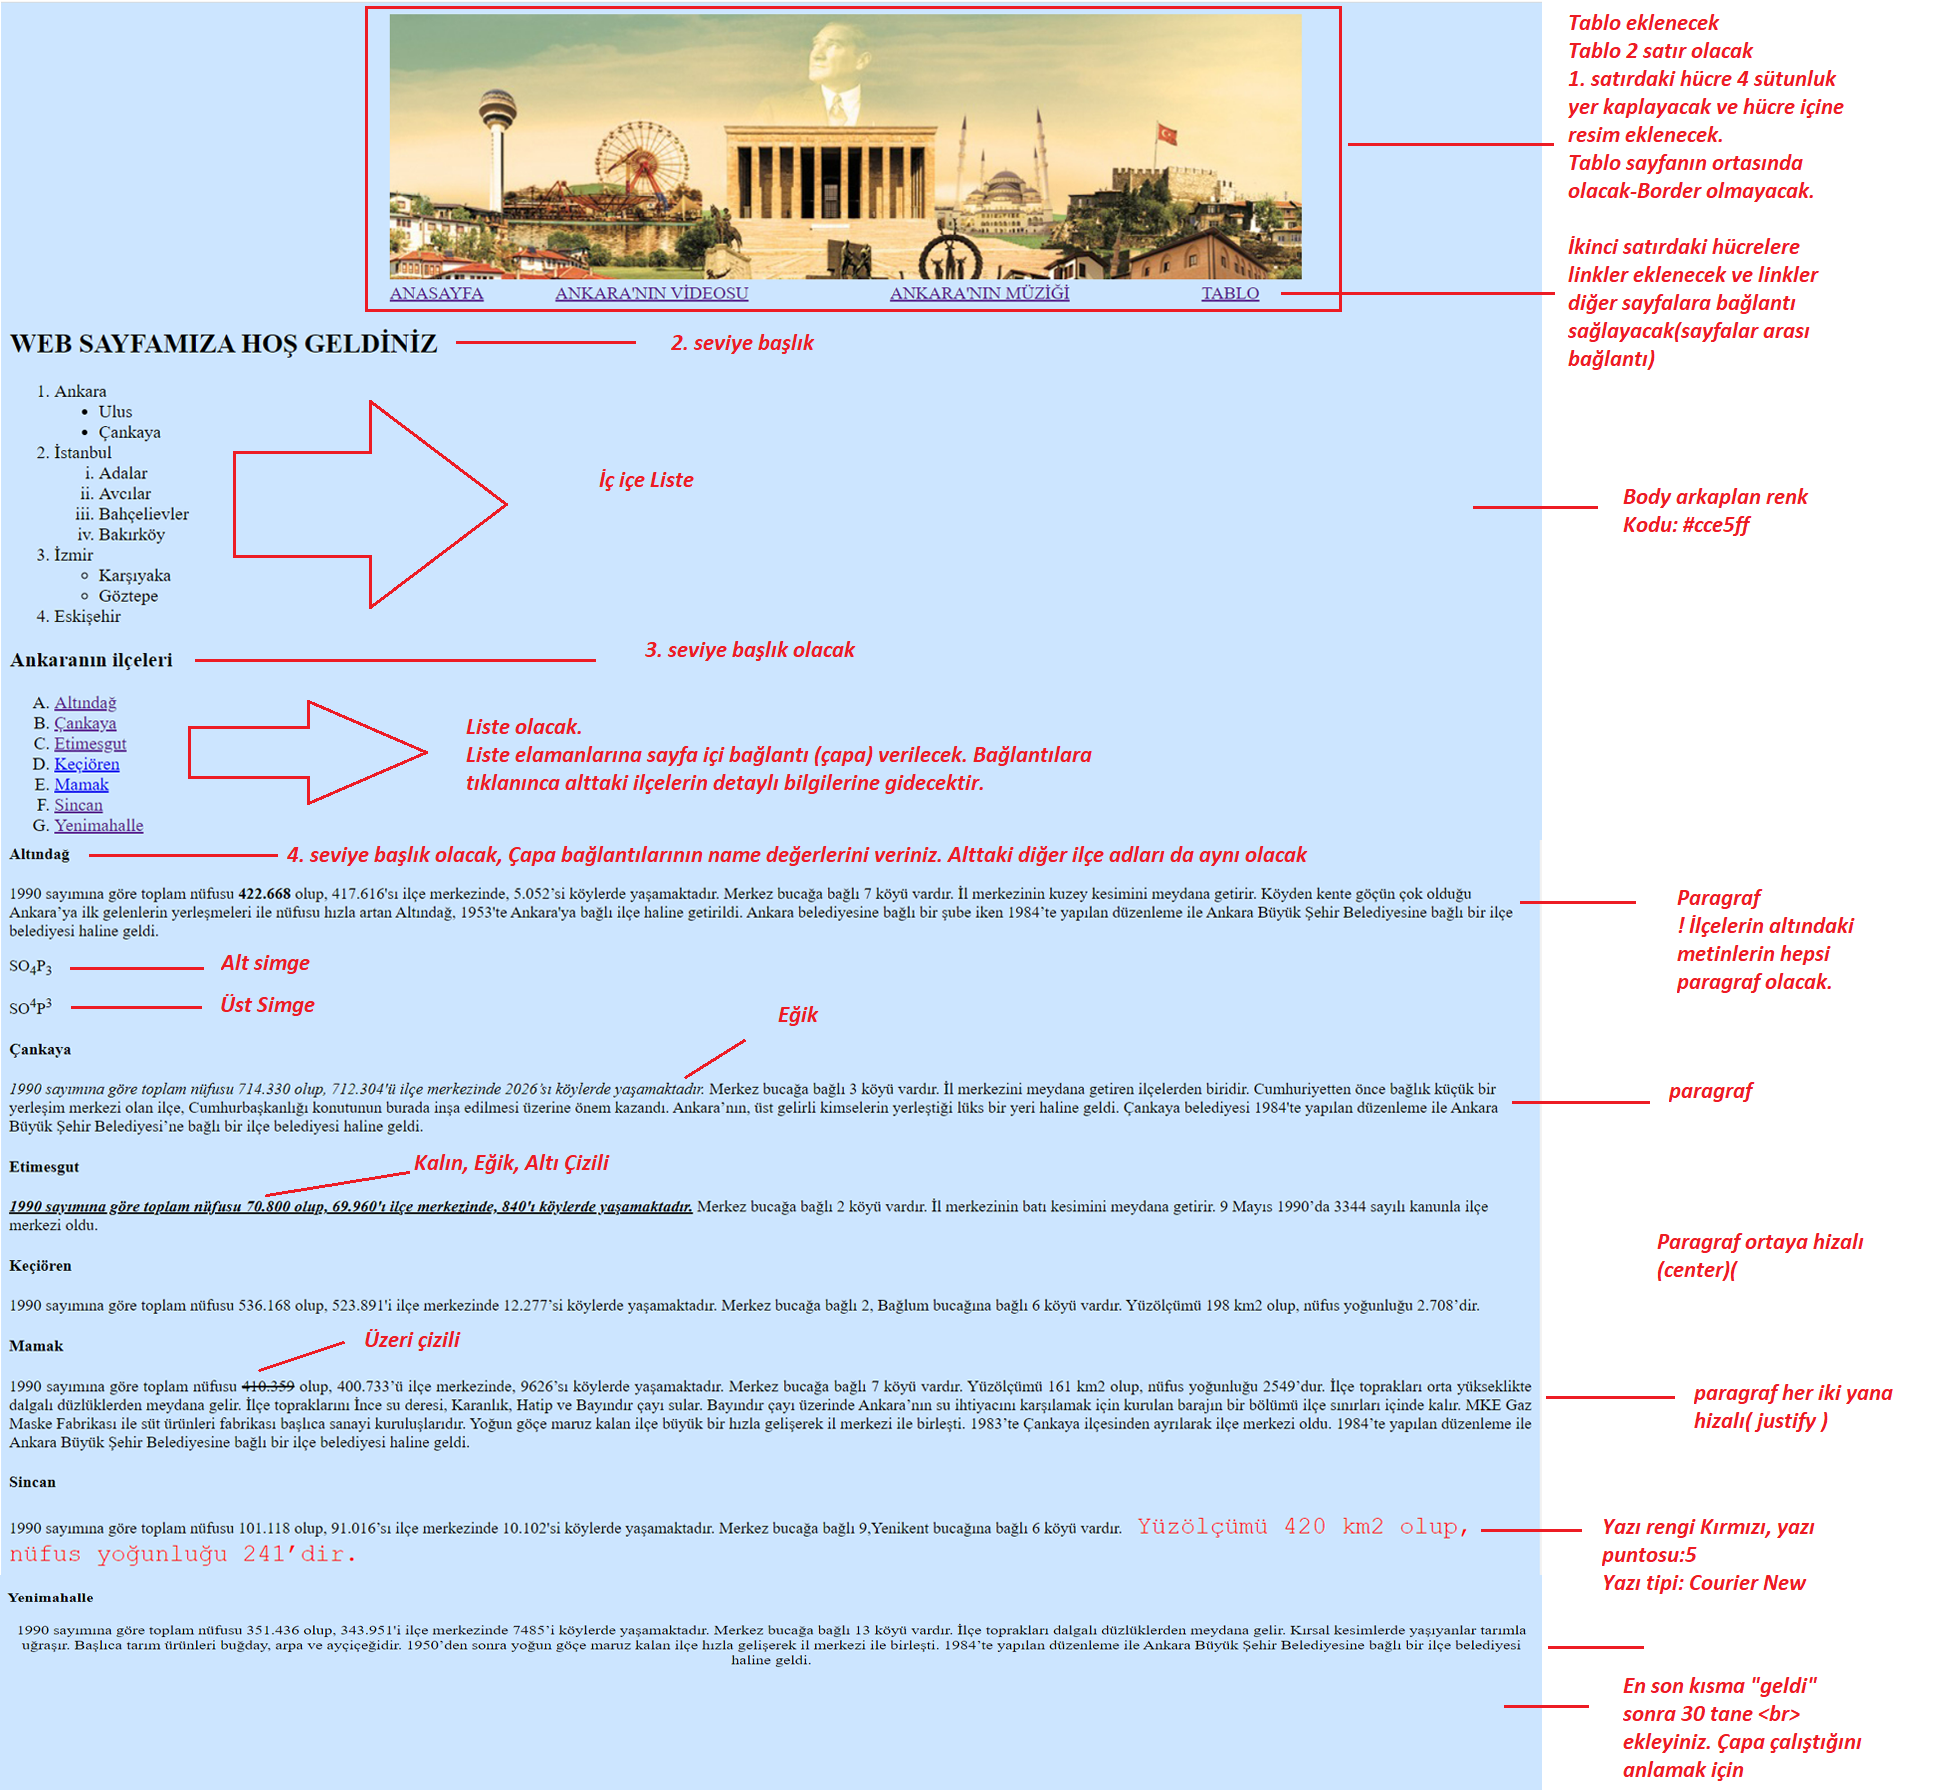 Tablo eklenecek
Tablo 2 satır olacak
1. satırdaki hücre 4 sütunluk
yer kaplayacak ve hücre içine
resim eklenecek.
Tablo sayfanın ortasında
olacak-Border olmayacak.
İkinci satırdaki hücrelere
linkler eklenecek ve linkler
diğer sayfalara bağlantı
sağlayacak(sayfalar arası
bağlantı)
ANASAYFA ANKARA'NIN VİDEOSU ANKARA'NIN MÜZİĞİ TABLO
WEB SAYFAMIZA HOŞ GELDİNİZ
2. seviye başlık
1. Ankara
• Ulus
• Çankaya
2. İstanbul
i. Adalar
ii. Avcılar
iii. Bahçelievler
iv. Bakırköy
3. İzmir
◦ Karşıyaka
◦ Göztepe
4. Eskişehir
İç içe Liste
Body arkaplan renk
Kodu: #cce5ff
Ankaranın ilçeleri
3. seviye başlık olacak
A. Altındağ
B. Çankaya
C. Etimesgut
D. Keçiören
E. Mamak
F. Sincan
G. Yenimahalle
Liste olacak.
Liste elamanlarına sayfa içi bağlantı (çapa) verilecek. Bağlantılara
tıklanınca alttaki ilçelerin detaylı bilgilerine gidecektir.
Altındağ
4. seviye başlık olacak, Çapa bağlantılarının name değerlerini veriniz. Alttaki diğer ilçe adları da aynı olacak
1990 sayımına göre toplam nüfusu 422.668 olup, 417.616'sı ilçe merkezinde, 5.052’si köylerde yaşamaktadır. Merkez bucağa bağlı 7 köyü vardır. İl merkezinin kuzey kesimini meydana getirir. Köyden kente göçün çok olduğu
Ankara’ya ilk gelenlerin yerleşmeleri ile nüfusu hızla artan Altındağ, 1953'te Ankara'ya bağlı ilçe haline getirildi. Ankara belediyesine bağlı bir şube iken 1984’te yapılan düzenleme ile Ankara Büyük Şehir Belediyesine bağlı bir ilçe
belediyesi haline geldi.
Paragraf
! İlçelerin altındaki
metinlerin hepsi
paragraf olacak.
SO₄P₃
Alt simge
SO⁴P³
Üst Simge
Eğik
Çankaya
1990 sayımına göre toplam nüfusu 714.330 olup, 712.304'ü ilçe merkezinde 2026’sı köylerde yaşamaktadır. Merkez bucağa bağlı 3 köyü vardır. İl merkezini meydana getiren ilçelerden biridir. Cumhuriyetten önce bağlık küçük bir
yerleşim merkezi olan ilçe, Cumhurbaşkanlığı konutunun burada inşa edilmesi üzerine önem kazandı. Ankara’nın, üst gelirli kimselerin yerleştiği lüks bir yeri haline geldi. Çankaya belediyesi 1984'te yapılan düzenleme ile Ankara
Büyük Şehir Belediyesi’ne bağlı bir ilçe belediyesi haline geldi.
paragraf
Etimesgut
Kalın, Eğik, Altı Çizili
1990 sayımına göre toplam nüfusu 70.800 olup, 69.960'ı ilçe merkezinde, 840'ı köylerde yaşamaktadır. Merkez bucağa bağlı 2 köyü vardır. İl merkezinin batı kesimini meydana getirir. 9 Mayıs 1990’da 3344 sayılı kanunla ilçe
merkezi oldu.
Keçiören
Paragraf ortaya hizalı
(center)(
1990 sayımına göre toplam nüfusu 536.168 olup, 523.891'i ilçe merkezinde 12.277’si köylerde yaşamaktadır. Merkez bucağa bağlı 2, Bağlum bucağına bağlı 6 köyü vardır. Yüzölçümü 198 km2 olup, nüfus yoğunluğu 2.708’dir.
Mamak
Üzeri çizili
1990 sayımına göre toplam nüfusu 410.359 olup, 400.733’ü ilçe merkezinde, 9626’sı köylerde yaşamaktadır. Merkez bucağa bağlı 7 köyü vardır. Yüzölçümü 161 km2 olup, nüfus yoğunluğu 2549’dur. İlçe toprakları orta yükseklikte
dalgalı düzlüklerden meydana gelir. İlçe topraklarını İnce su deresi, Karanlık, Hatip ve Bayındır çayı sular. Bayındır çayı üzerinde Ankara’nın su ihtiyacını karşılamak için kurulan barajın bir bölümü ilçe sınırları içinde kalır. MKE Gaz
Maske Fabrikası ile süt ürünleri fabrikası başlıca sanayi kuruluşlarıdır. Yoğun göçe maruz kalan ilçe büyük bir hızla gelişerek il merkezi ile birleşti. 1983’te Çankaya ilçesinden ayrılarak ilçe merkezi oldu. 1984’te yapılan düzenleme ile
Ankara Büyük Şehir Belediyesine bağlı bir ilçe belediyesi haline geldi.
paragraf her iki yana
hizalı( justify )
Sincan
1990 sayımına göre toplam nüfusu 101.118 olup, 91.016’sı ilçe merkezinde 10.102'si köylerde yaşamaktadır. Merkez bucağa bağlı 9,Yenikent bucağına bağlı 6 köyü vardır. Yüzölçümü 420 km2 olup,
nüfus yoğunluğu 241’dir.
Yazı rengi Kırmızı, yazı
puntosu:5
Yazı tipi: Courier New
Yenimahalle
1990 sayımına göre toplam nüfusu 351.436 olup, 343.951'i ilçe merkezinde 7485’i köylerde yaşamaktadır. Merkez bucağa bağlı 13 köyü vardır. İlçe toprakları dalgalı düzlüklerden meydana gelir. Kırsal kesimlerde yaşıyanlar tarımla
uğraşır. Başlıca tarım ürünleri buğday, arpa ve ayçiçeğidir. 1950’den sonra yoğun göçe maruz kalan ilçe hızla gelişerek il merkezi ile birleşti. 1984’te yapılan düzenleme ile Ankara Büyük Şehir Belediyesine bağlı bir ilçe belediyesi
haline geldi.
En son kısma "geldi"
sonra 30 tane <br>
ekleyiniz. Çapa çalıştığını
anlamak için